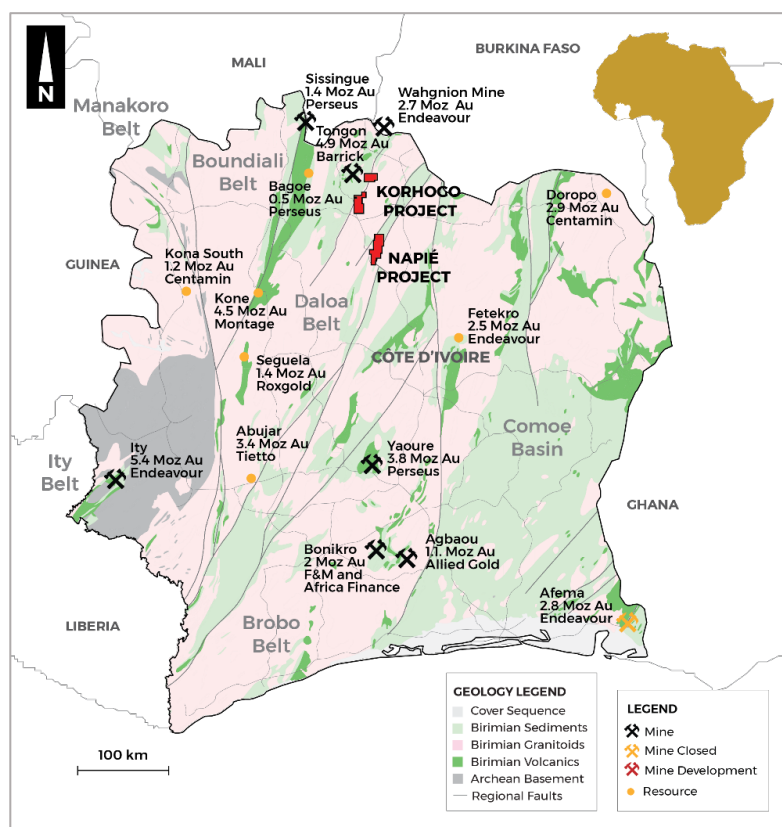 MALI
BURKINA FASO
N
Sissingue
1.4 Moz Au
Perseus
Wahgnion Mine
2.7 Moz Au
Endeavour
Manakoro
Belt
Tongon
4.9 Moz Au
Barrick
Boundiali
Belt
Bagoe
0.5 Moz Au
Perseus
KORHOGO
PROJECT
Doropo
2.9 Moz Au
Centamin
NAPIÉ
PROJECT
GUINEA
Kona South
1.2 Moz Au
Centamin
Kone
4.5 Moz Au
Montage
Daloa
Belt
Fetekro
2.5 Moz Au
Endeavour
CÔTE D'IVOIRE
Seguela
1.4 Moz Au
Roxgold
Comoe
Basin
Ity
Belt
Ity
5.4 Moz Au
Endeavour
Abujar
3.4 Moz Au
Tietto
Yaoure
3.8 Moz Au
Perseus
GHANA
Bonikro
2 Moz Au
F&M and
Africa Finance
Agbaou
1.1. Moz Au
Allied Gold
Afema
2.8 Moz Au
Endeavour
LIBERIA
Brobo
Belt
100 km
GEOLOGY LEGEND
Cover Sequence
Birimian Sediments
Birimian Granitoids
Birimian Volcanics
Archean Basement
Regional Faults
LEGEND
Mine
Mine Closed
Mine Development
Resource